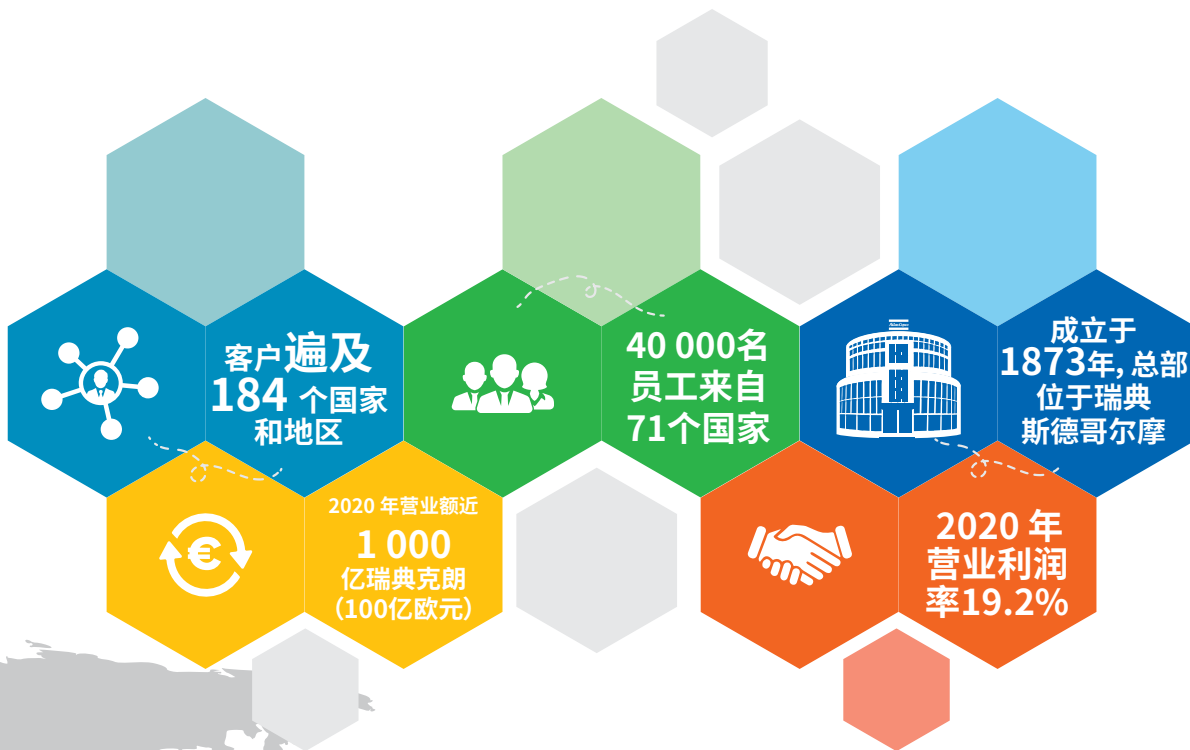 客户遍及
184 个国家
和地区
40 000名
员工来自
71个国家
成立于
1873年，总部
位于瑞典
斯德哥尔摩
2020 年营业额近
1 000
亿瑞典克朗
（100亿欧元）
2020 年
营业利润
率19.2%